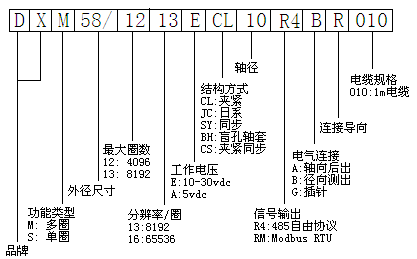 D X M 58/ 12 13 E CL 10 R4 B R 010
轴径
电缆规格
010:1m电缆
结构方式
CL:夹紧
JC:日系
SY:同步
BH:盲孔轴套
CS:夹紧同步
连接导向
最大圈数
12: 4096
13: 8192
电气连接
A:轴向后出
B:径向测出
G:插针
工作电压
E:10-30vdc
A:5vdc
外径尺寸
功能类型
M: 多圈
S: 单圈
分辨率/圈
13:8192
16:65536
信号输出
R4:485自由协议
RM:Modbus RTU
品牌